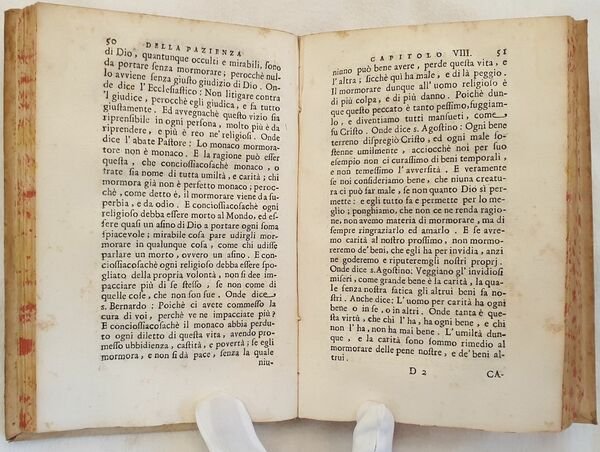 50
DELLA PAZIENZA
di Dio, quantunque occulti e mirabili, sono
da portare senza mormorare; perocchè nul-
lo avviene senza giusto giudizio di Dio. On-
de dice l'Ecclesiastico: Non litigare contra
'l giudice, perocchè egli giudica, e fa tutto
giustamente. Ed avvegnachè questo vizio sia
riprensibile in ogni persona, molto più è da
riprendere, e più è reo ne' religiosi. Onde
dice l'abate Pastore: Lo monaco mormora-
tore non è monaco. E la ragione può esser
questa, che conciossiacosachè monaco, o
frate sia nome di tutta umiltà, e carità; chi
mormora già non è perfetto monaco; peroc-
chè, come detto è, il mormorare viene da su-
perbia, e da odio. E conciossiacosachè ogni
religioso debba essere morto al Mondo, ed es-
sere quasi un asino di Dio a portare ogni soma
spiacevole; mirabile cosa pare udirgli mor-
morare in qualunque cosa, come chi udisse
parlare un morto, ovvero un asino. E con-
ciossiacosachè ogni religioso debba essere spo-
gliato della propria volontà, non si dee im-
pacciare più di se stesso, se non come di
quelle cose, che non son sue. Onde dice
s. Bernardo: Poichè ci avete commesso la
cura di voi, perchè ve ne impacciate più?
E conciossiacosachè il monaco abbia perdu-
to ogni diletto di questa vita, avendo pro-
messo ubbidienza, castità, e povertà; se egli
mormora, e non si dà pace, senza la quale
niu-
CAPITOLO VIII.
51
niuno può bene avere, perde questa vita, e
l'altra; sicchè quì ha male, e di là peggio.
Il mormorare dunque all'uomo religioso è
di più colpa, e di più danno. Poichè dun-
que questo peccato è tanto pessimo, fuggiam-
lo, e diventiamo tutti mansueti, come
fu Cristo. Onde dice s. Agostino: Ogni bene
terreno dispregiò Cristo, ed ogni male so-
stenne umilmente, acciocchè noi per suo
esempio non ci curassimo di beni temporali,
e non temessimo l'avversità. E veramente
se noi consideriamo bene, che niuna creatu-
ra ci può far male, se non quanto Dio si per-
mette: e egli tutto fa e permette per lo me-
glio; ponghiamo, che non ce ne renda ragio-
ne, non avemo materia di mormorare, ma di
sempre ringraziarlo ed amarlo. E se avre-
mo carità al nostro prossimo, non mormo-
reremo de' beni, che egli ha per invidia, anzi
ne goderemo e riputeremgli nostri proprj.
Onde dice s. Agostino: Veggiano gl'invidiosi
miseri, come grande bene è la carità, la qua-
le senza nostra fatica gli altrui beni fa no-
stri. Anche dice: L'uomo per carità ha ogni
bene o in se, o in altri. Onde tanta è que-
sta virtù, che chi l'ha, ha ogni bene, e chi
non l'ha, non ha mai bene. L'umiltà dun-
que, e la carità sono sommo rimedio al
mormorare delle pene nostre, e de' beni al-
trui.
D 2
CA-